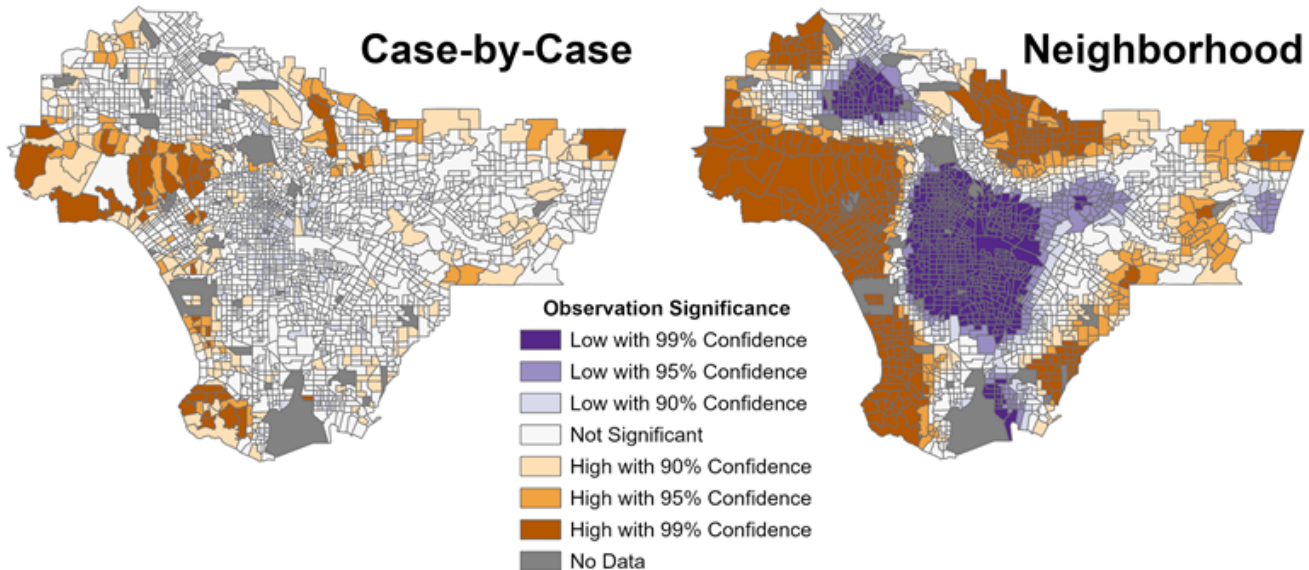 Case-by-Case
Neighborhood
Observation Significance
Low with 99% Confidence
Low with 95% Confidence
Low with 90% Confidence
Not Significant
High with 90% Confidence
High with 95% Confidence
High with 99% Confidence
No Data